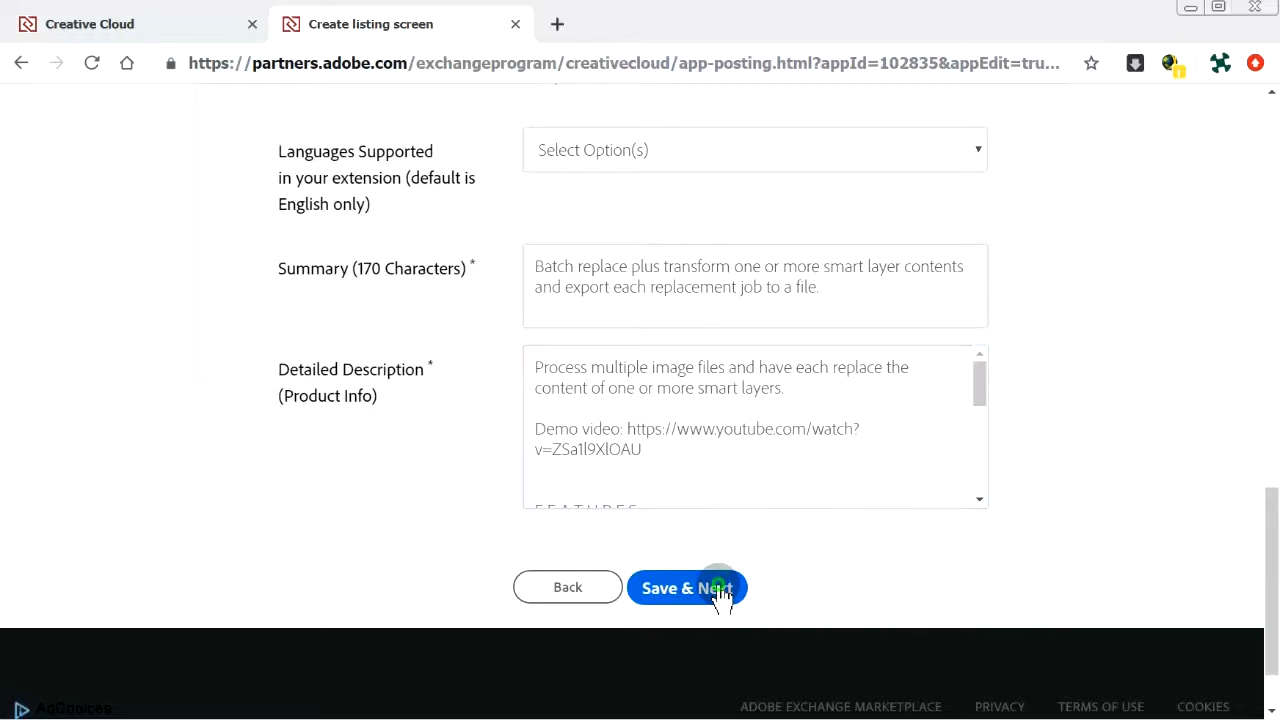 Creative Cloud
Create listing screen
https://partners.adobe.com/exchangeprogram/creativecloud/app-posting.html?appId=102835&appEdit=tru...
Languages Supported
in your extension (default is
English only)
Select Option(s)
Summary (170 Characters) *
Batch replace plus transform one or more smart layer contents
and export each replacement job to a file.
Detailed Description *
(Product Info)
Process multiple image files and have each replace the
content of one or more smart layers.
Demo video: https://www.youtube.com/watch?
v=ZSa1l9XlOAU
F E A T U R E S
Back
Save & Next
AdChoices
ADOBE EXCHANGE MARKETPLACE
PRIVACY
TERMS OF USE
COOKIES